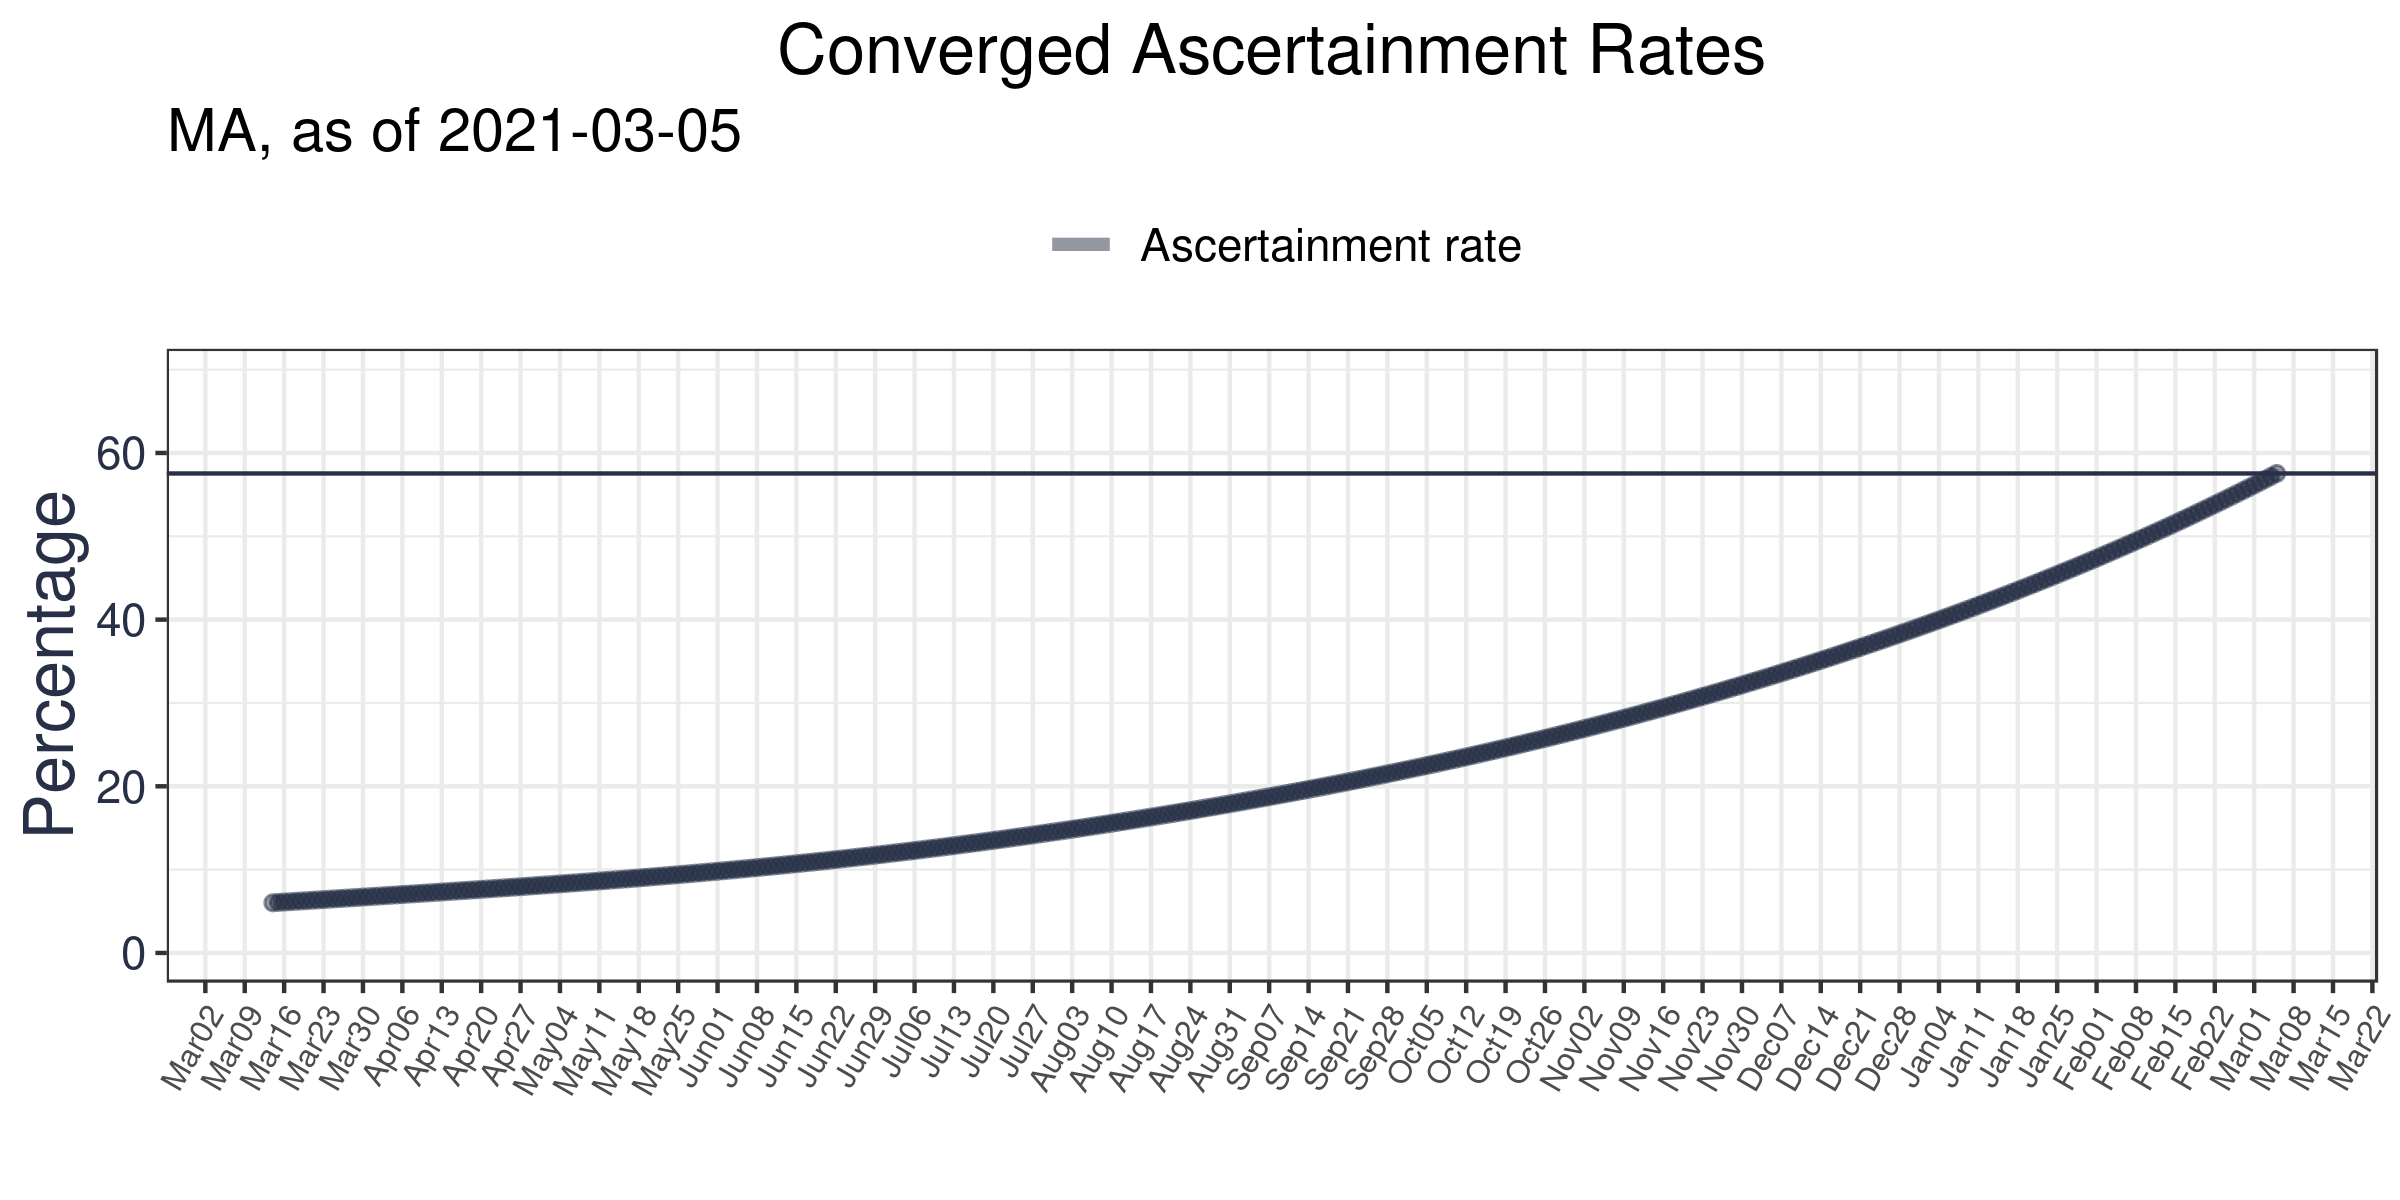 Converged Ascertainment Rates
MA, as of 2021-03-05
Ascertainment rate
Percentage
60
40
20
0
Mar02
Mar09
Mar16
Mar23
Mar30
Apr06
Apr13
Apr20
Apr27
May04
May11
May18
May25
Jun01
Jun08
Jun15
Jun22
Jun29
Jul06
Jul13
Jul20
Jul27
Aug03
Aug10
Aug17
Aug24
Aug31
Sep07
Sep14
Sep21
Sep28
Oct05
Oct12
Oct19
Oct26
Nov02
Nov09
Nov16
Nov23
Nov30
Dec07
Dec14
Dec21
Dec28
Jan04
Jan11
Jan18
Jan25
Feb01
Feb08
Feb15
Feb22
Mar01
Mar08
Mar15
Mar22